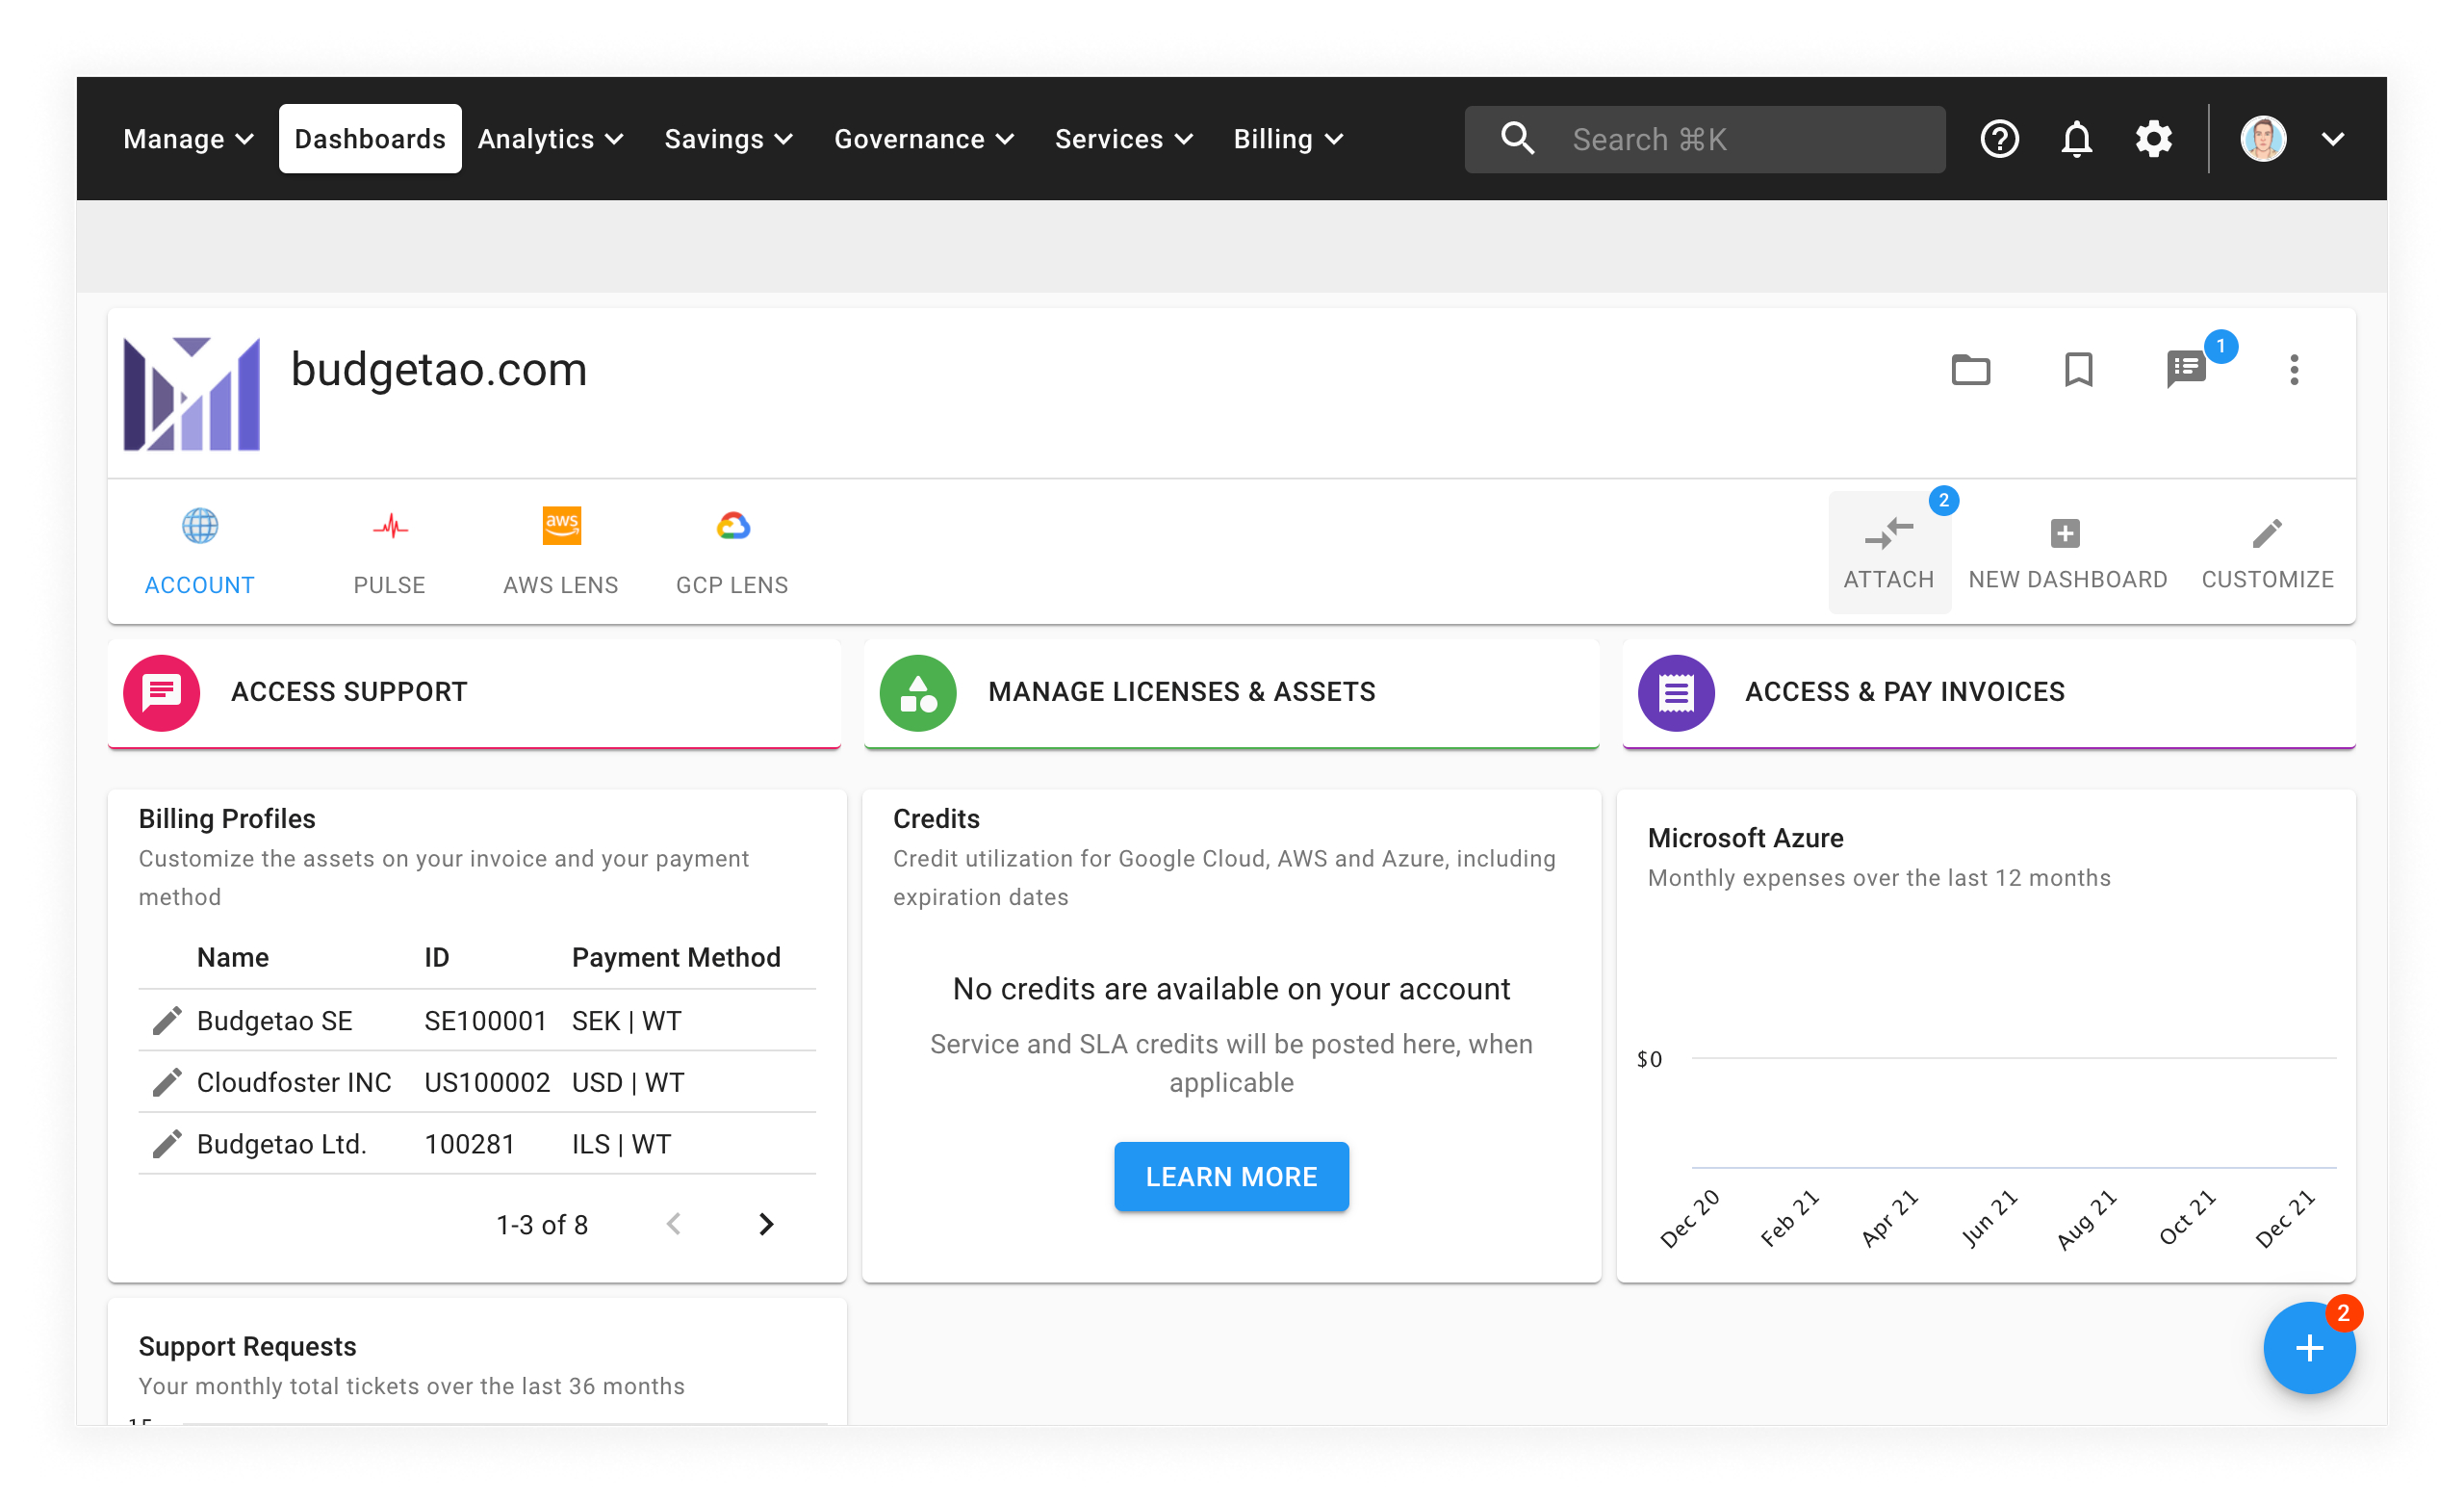 Manage Dashboards Analytics Savings Governance Services Billing Search ⌘K
budgetao.com
1
ACCOUNT PULSE aws AWS LENS GCP LENS
2
ATTACH NEW DASHBOARD CUSTOMIZE
ACCESS SUPPORT
MANAGE LICENSES & ASSETS
ACCESS & PAY INVOICES
Billing Profiles
Customize the assets on your invoice and your payment
method
Name ID Payment Method
Budgetao SE SE100001 SEK | WT
Cloudfoster INC US100002 USD | WT
Budgetao Ltd. 100281 ILS | WT
1-3 of 8
Credits
Credit utilization for Google Cloud, AWS and Azure, including
expiration dates
No credits are available on your account
Service and SLA credits will be posted here, when
applicable
LEARN MORE
Microsoft Azure
Monthly expenses over the last 12 months
$0
Dec 20 Feb 21 Apr 21 Jun 21 Aug 21 Oct 21 Dec 21
Support Requests
Your monthly total tickets over the last 36 months
15
2